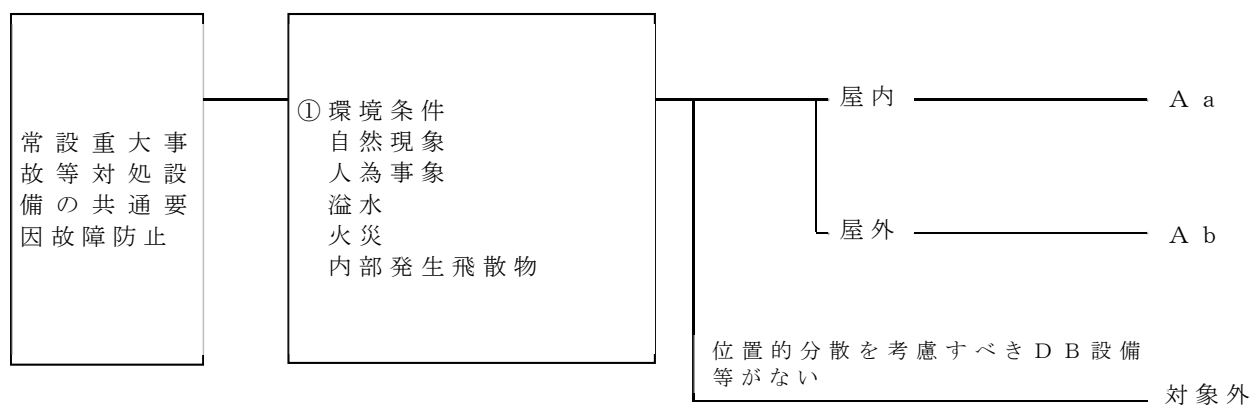 常設重大事
故等対処設
備の共通要
因故障防止
①環境条件
自然現象
人為事象
溢水
火災
内部発生飛散物
屋内
Ａａ
屋外
Ａｂ
位置的分散を考慮すべきＤＢ設備
等がない
対象外